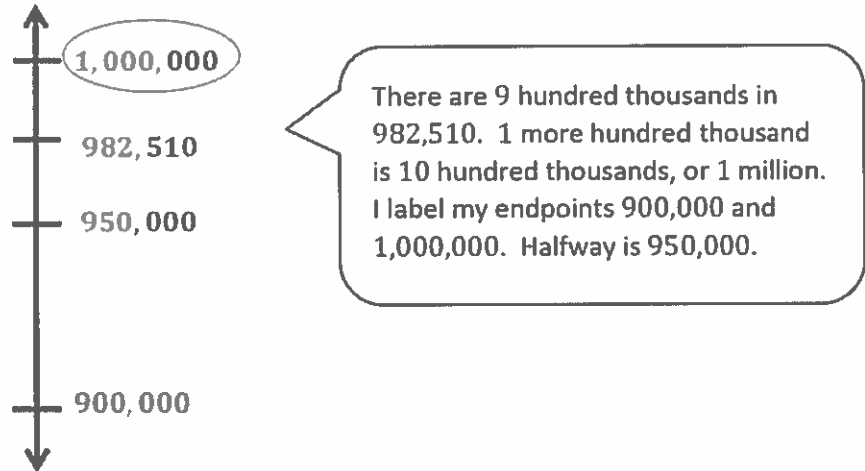 1,000,000
982,510
950,000
900,000
There are 9 hundred thousands in
982,510. 1 more hundred thousand
is 10 hundred thousands, or 1 million.
I label my endpoints 900,000 and
1,000,000. Halfway is 950,000.